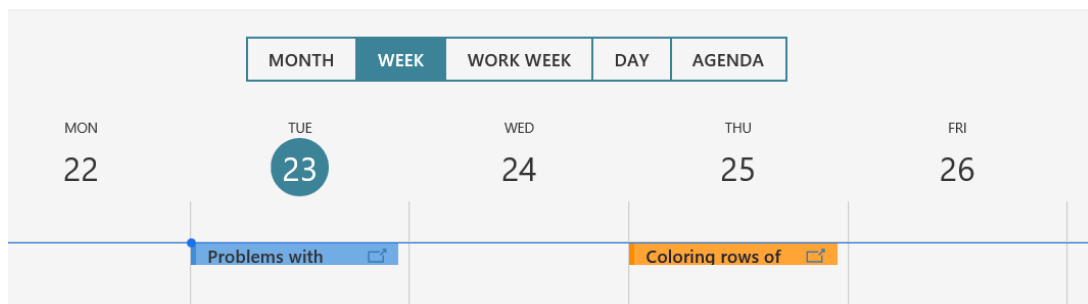 MONTH WEEK WORK WEEK DAY AGENDA
MON TUE WED THU FRI
22 23 24 25 26
Problems with Coloring rows of